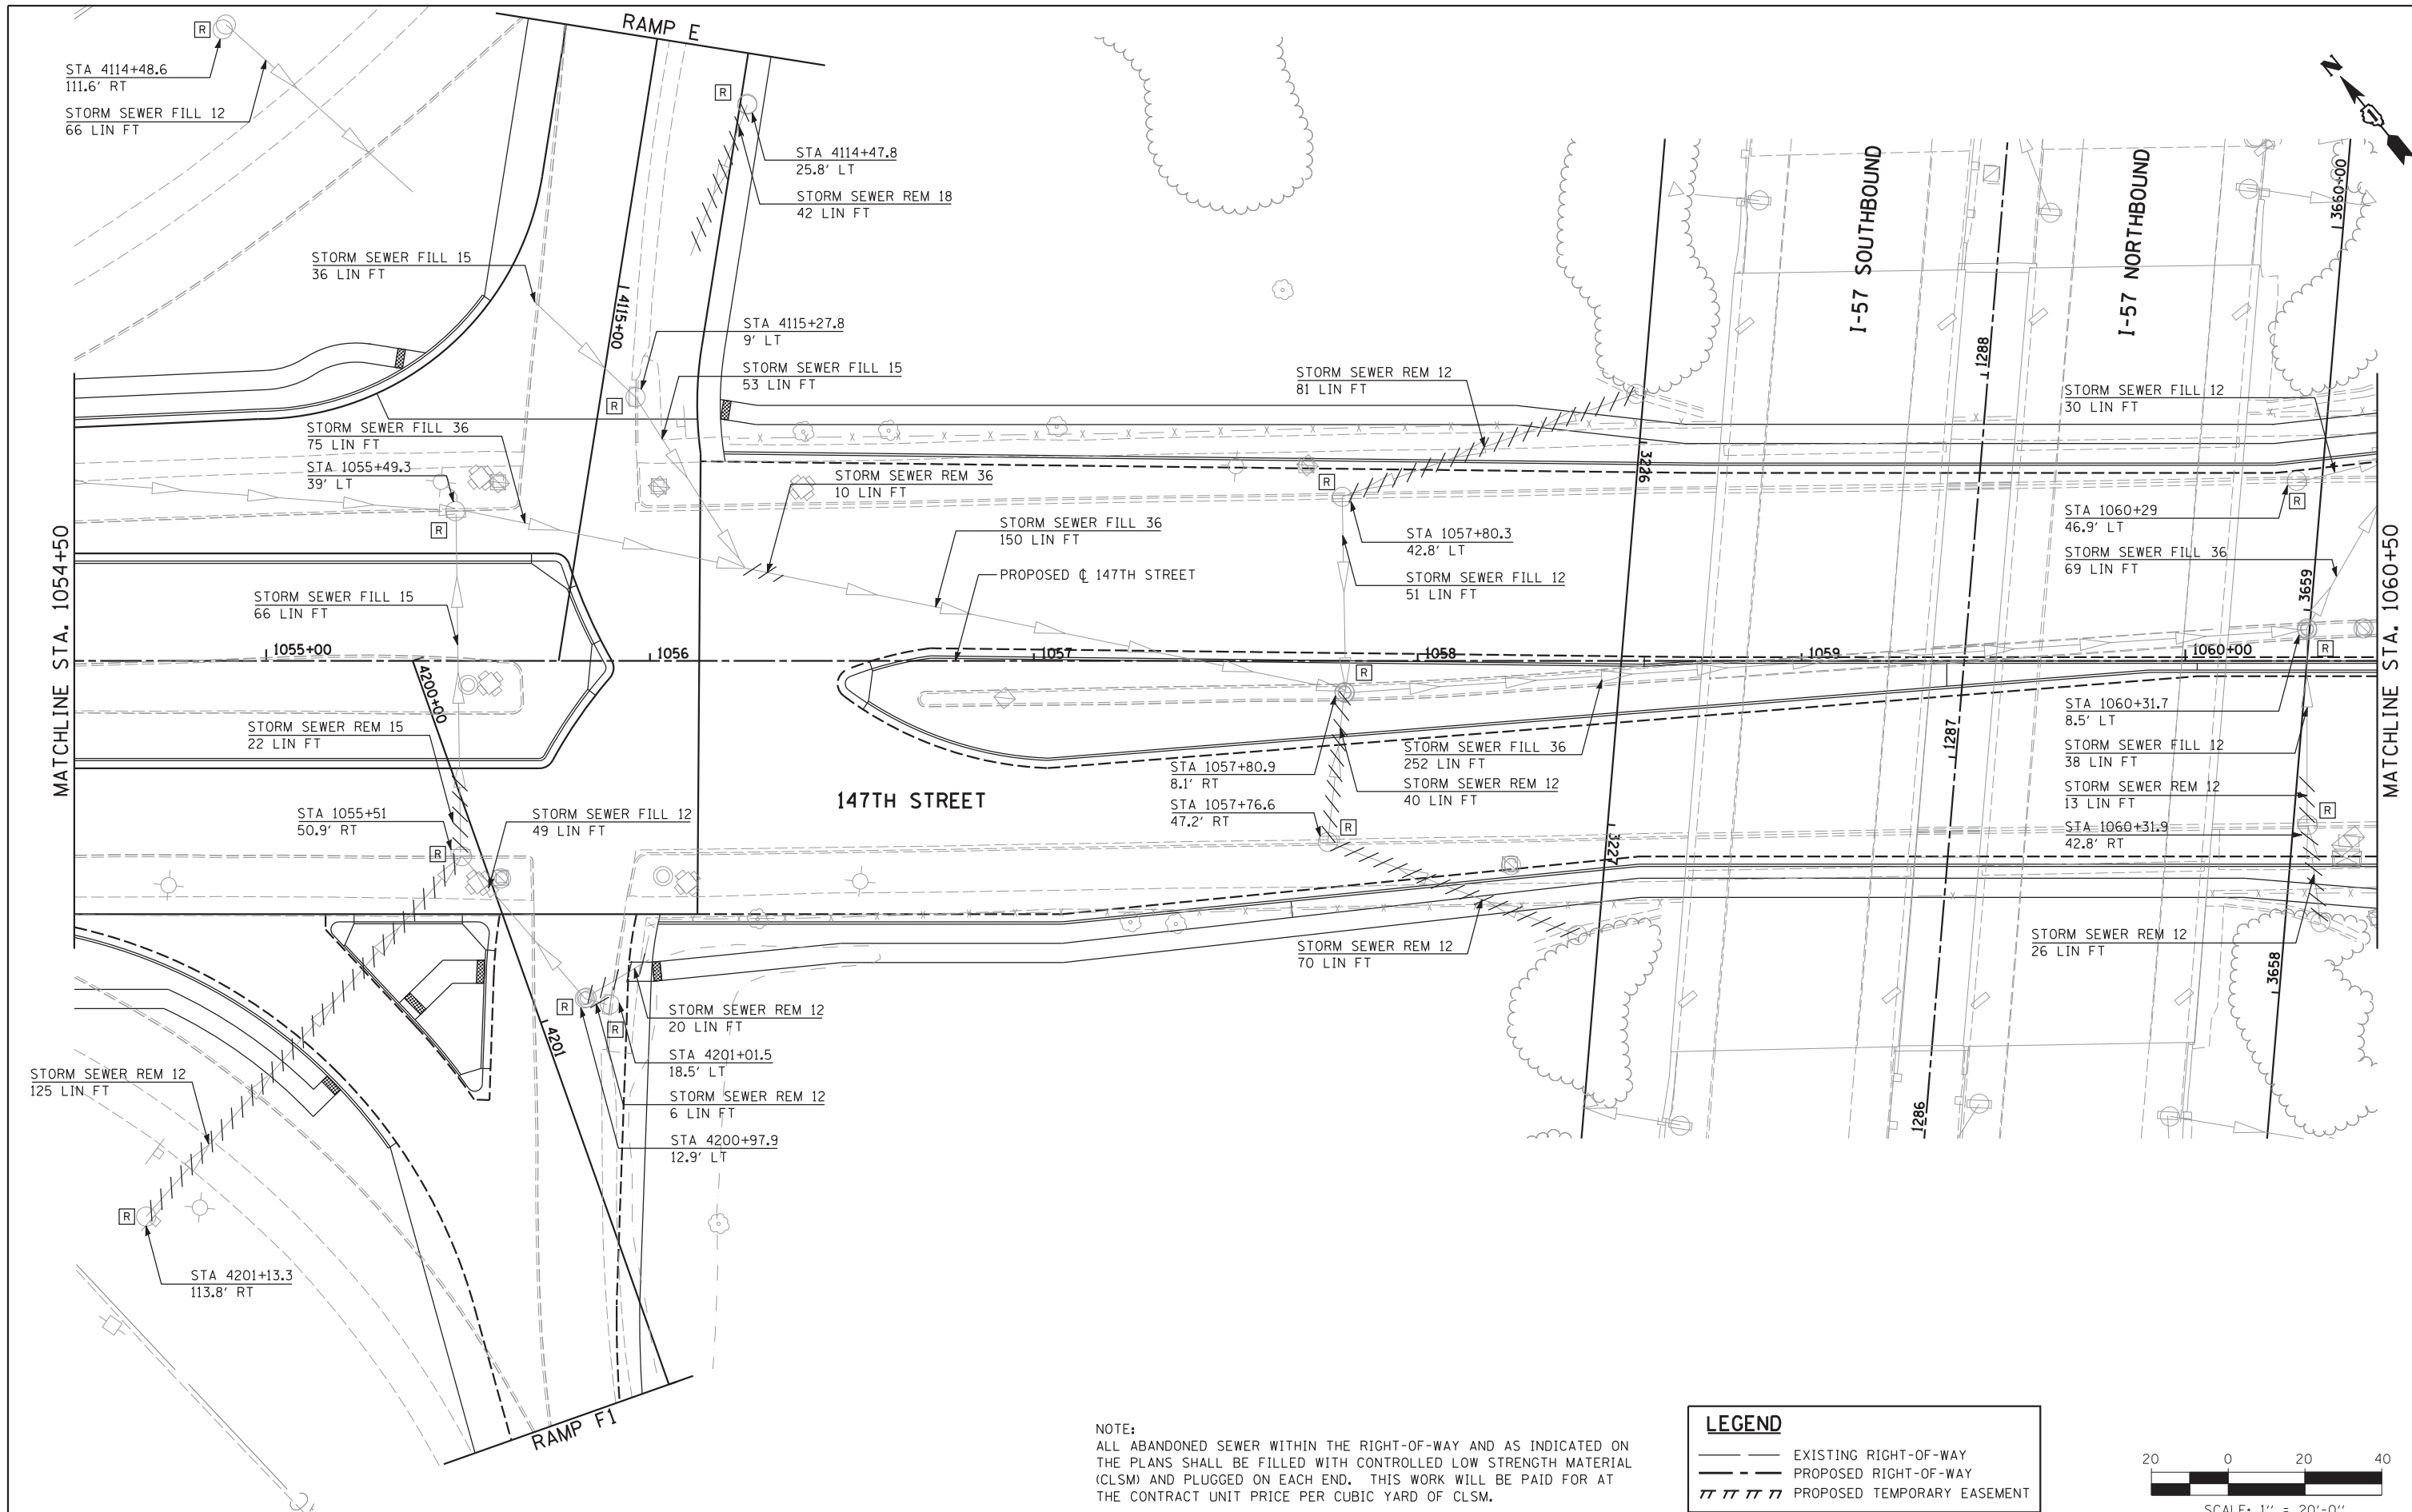 RAMP E
N
R
STA 4114+48.6
111.6' RT
STORM SEWER FILL 12
66 LIN FT
R
STA 4114+47.8
25.8' LT
STORM SEWER REM 18
42 LIN FT
STORM SEWER FILL 15
36 LIN FT
4115+00
STA 4115+27.8
9' LT
R
STORM SEWER FILL 15
53 LIN FT
STORM SEWER REM 12
81 LIN FT
I-57 SOUTHBOUND
I-57 NORTHBOUND
3660+00
1288
STORM SEWER FILL 12
30 LIN FT
STORM SEWER FILL 36
75 LIN FT
STA 1055+49.3
39' LT
R
STORM SEWER REM 36
10 LIN FT
R
3226
STORM SEWER FILL 36
150 LIN FT
STA 1057+80.3
42.8' LT
STA 1060+29
46.9' LT
R
PROPOSED ℄ 147TH STREET
STORM SEWER FILL 12
51 LIN FT
STORM SEWER FILL 36
69 LIN FT
3659
MATCHLINE STA. 1054+50
MATCHLINE STA. 1060+50
STORM SEWER FILL 15
66 LIN FT
1055+00
1056
1057
1058
1059
1060+00
R
R
4200+00
STORM SEWER REM 15
22 LIN FT
STA 1060+31.7
8.5' LT
1287
STORM SEWER FILL 36
252 LIN FT
STORM SEWER FILL 12
38 LIN FT
STA 1057+80.9
8.1' RT
STORM SEWER REM 12
40 LIN FT
147TH STREET
STORM SEWER REM 12
13 LIN FT
STA 1055+51
50.9' RT
STORM SEWER FILL 12
49 LIN FT
STA 1057+76.6
47.2' RT
R
R
STA 1060+31.9
42.8' RT
R
3227
STORM SEWER REM 12
70 LIN FT
STORM SEWER REM 12
26 LIN FT
3658
R
R
4201
STORM SEWER REM 12
20 LIN FT
STA 4201+01.5
18.5' LT
STORM SEWER REM 12
125 LIN FT
STORM SEWER REM 12
6 LIN FT
1286
STA 4200+97.9
12.9' LT
R
STA 4201+13.3
113.8' RT
RAMP F1
NOTE:
ALL ABANDONED SEWER WITHIN THE RIGHT-OF-WAY AND AS INDICATED ON
THE PLANS SHALL BE FILLED WITH CONTROLLED LOW STRENGTH MATERIAL
(CLSM) AND PLUGGED ON EACH END. THIS WORK WILL BE PAID FOR AT
THE CONTRACT UNIT PRICE PER CUBIC YARD OF CLSM.
LEGEND
EXISTING RIGHT-OF-WAY
PROPOSED RIGHT-OF-WAY
PROPOSED TEMPORARY EASEMENT
20 0 20 40
SCALE: 1" = 20'-0"